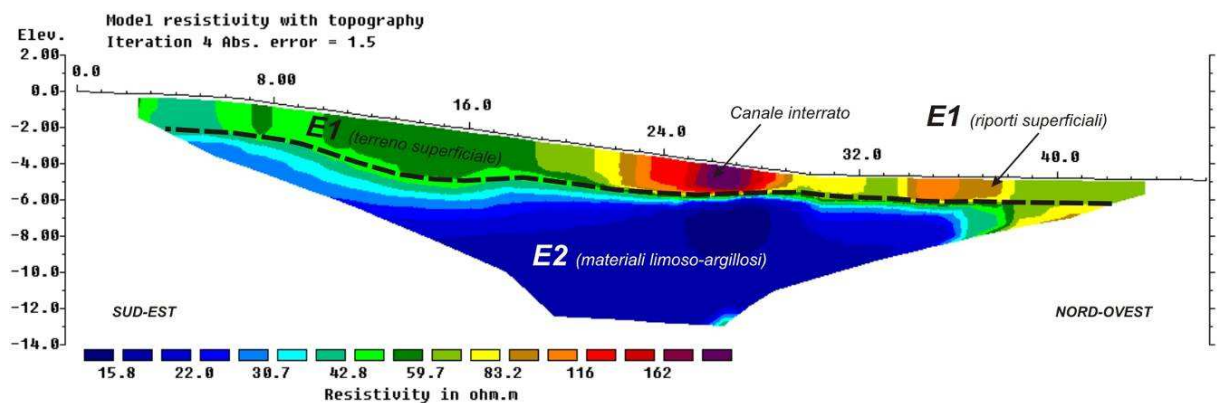 Model resistivity with topography
Iteration 4 Abs. error = 1.5
Elev.
2.00
0.0
-2.00
-4.00
-6.00
-8.00
-10.0
-12.0
-14.0
0.0
8.00
16.0
24.0
32.0
40.0
Canale interrato
E1 (riporti superficiali)
E1 (terreno superficiale)
E2 (materiali limoso-argillosi)
SUD-EST
NORD-OVEST
15.8 22.0 30.7 42.8 59.7 83.2 116 162
Resistivity in ohm.m